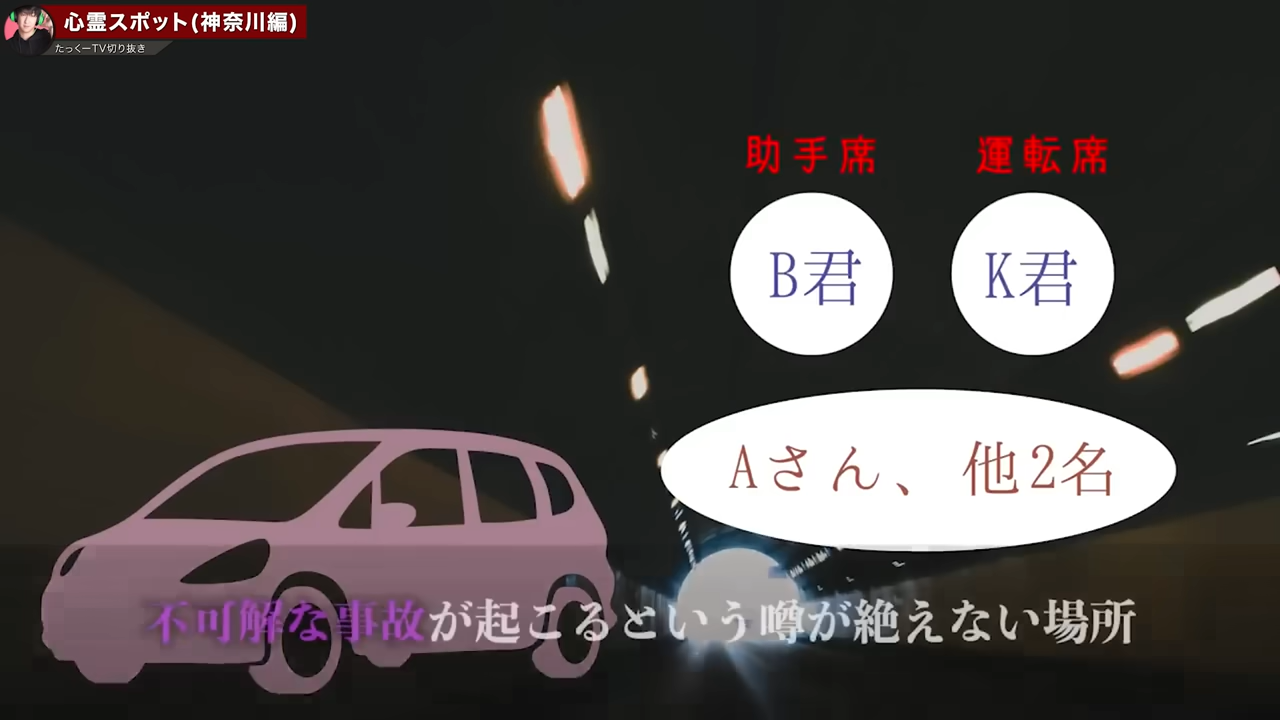 心霊スポット(神奈川編)
たっくーTV切り抜き
助手席 運転席
B君 K君
Aさん、他2名
不可解な事故が起こるという噂が絶えない場所